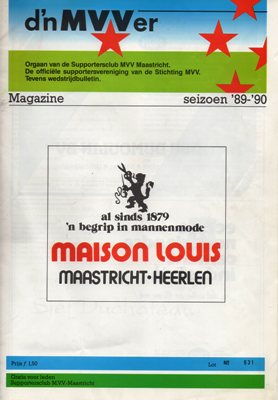 d'nMVVer
Orgaan van de Supportersclub MVV Maastricht.
De officiële supportersvereniging van de Stichting MVV.
Tevens wedstrijdbulletin.
Magazine seizoen '89-'90
al sinds 1879
'n begrip in mannenmode
MAISON LOUIS
MAASTRICHT•HEERLEN
Prijs f 1,50 Lot Nº 531
Gratis voor leden
Supportersclub M.V.V.-Maastricht